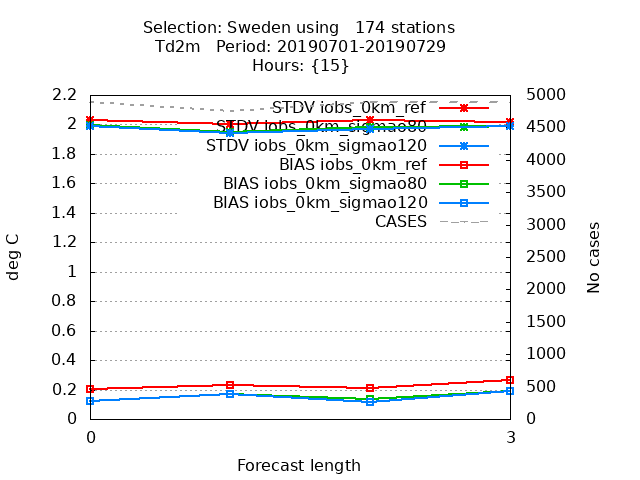 Selection: Sweden using   174 stations
Td2m   Period: 20190701-20190729
Hours: {15}
2.2
2
1.8
1.6
1.4
1.2
1
0.8
0.6
0.4
0.2
0
deg C
STDV iobs_0km_ref
STDV iobs_0km_sigmao80
STDV iobs_0km_sigmao120
BIAS iobs_0km_ref
BIAS iobs_0km_sigmao80
BIAS iobs_0km_sigmao120
CASES
5000
4500
4000
3500
3000
2500
2000
1500
1000
500
0
No cases
0 3
Forecast length